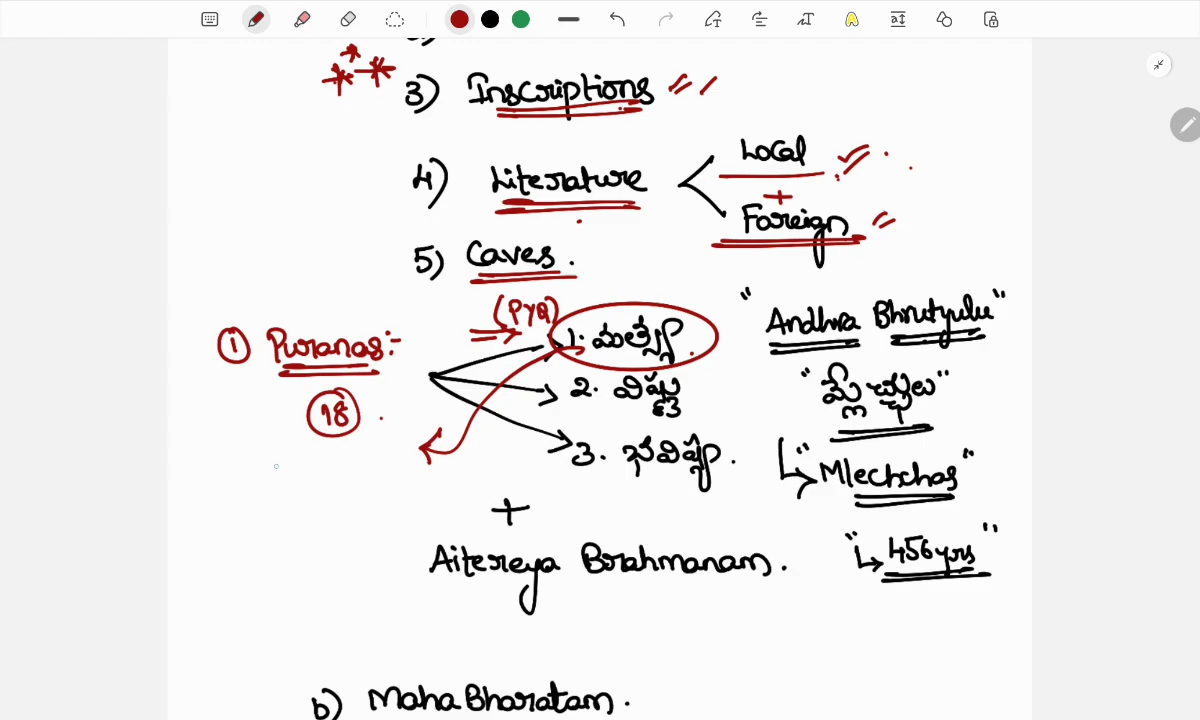 3) Inscriptions
4) Literature
Local
+
Foreign
5) Caves.
(PYQ)
① Puranas:-
18
1. మత్స్య
2. విష్ణు
3. భవిష్య.
"Andhra Bhrutyulu"
"మ్లేచ్ఛులు"
"Mlechchas"
"456yrs"
+
Aitereya Brahmanam.
b) MahaBharatam.